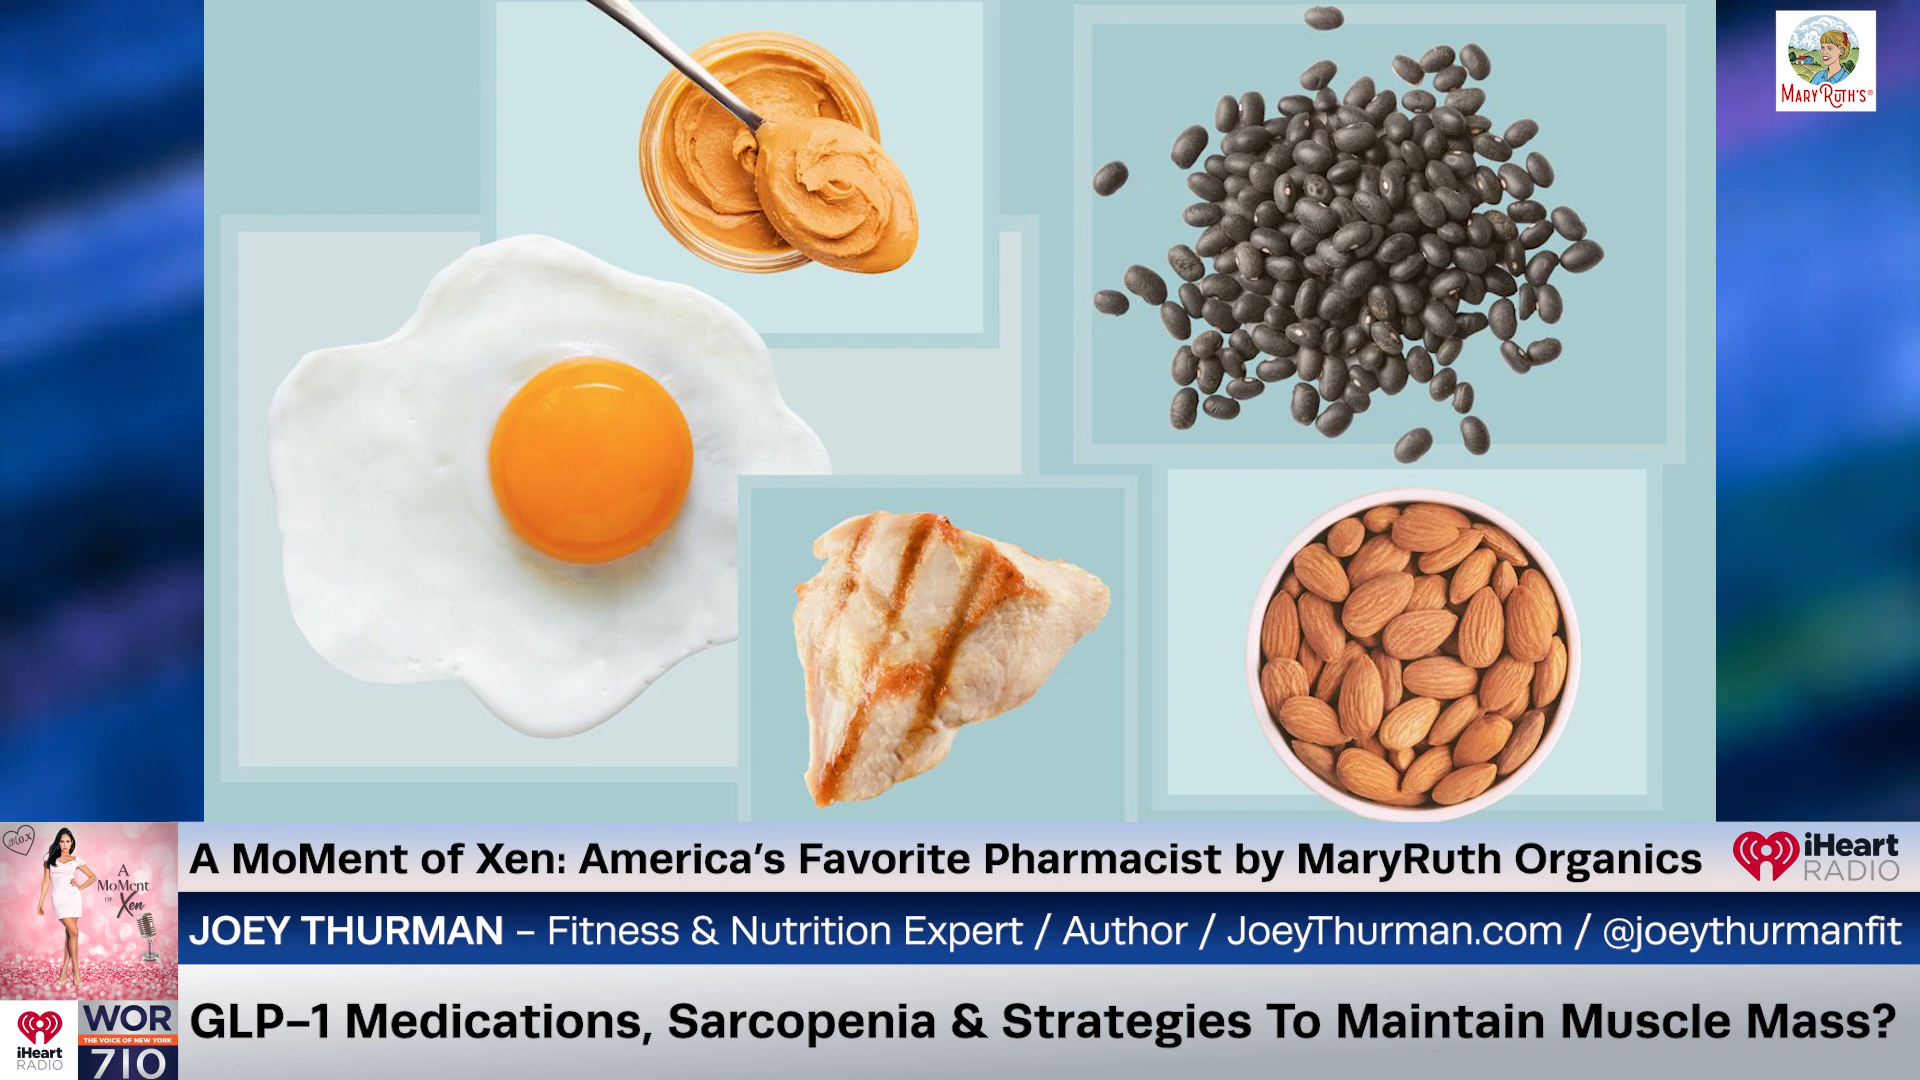 MARYRUTH'S®
A MoMent of Xen: America's Favorite Pharmacist by MaryRuth Organics
iHeart
RADIO
M.O.X
A
MoMent
OF Xen
JOEY THURMAN – Fitness & Nutrition Expert / Author / JoeyThurman.com / @joeythurmanfit
iHeart
RADIO
WOR
THE VOICE OF NEW YORK
710
GLP–1 Medications, Sarcopenia & Strategies To Maintain Muscle Mass?